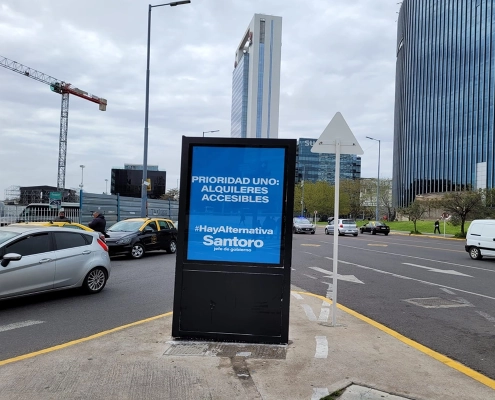 PRIORIDAD UNO:
ALQUILERES
ACCESIBLES
#HayAlternativa
Santoro
jefe de gobierno